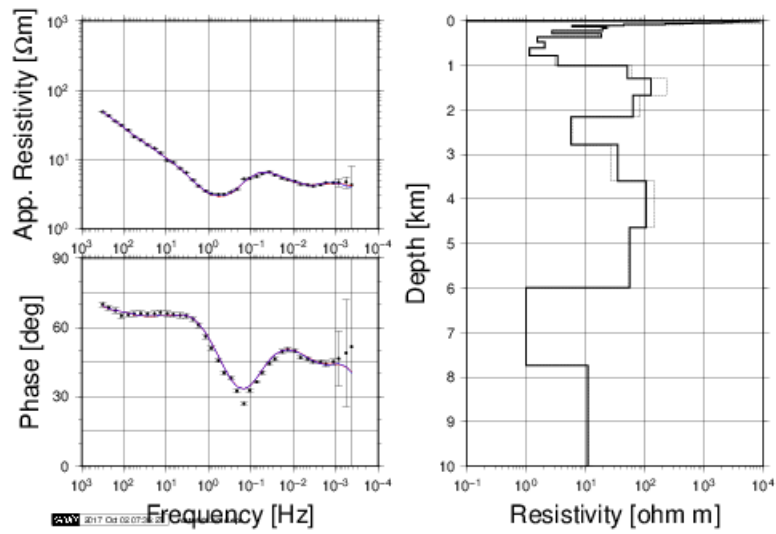 10³
10²
10¹
10⁰
App. Resistivity [Ωm]
10³ 10² 10¹ 10⁰ 10⁻¹ 10⁻² 10⁻³ 10⁻⁴
90
60
30
0
Phase [deg]
10³ 10² 10¹ 10⁰ 10⁻¹ 10⁻² 10⁻³ 10⁻⁴
Frequency [Hz]
2017 Oct 02
0
1
2
3
4
5
6
7
8
9
10
Depth [km]
10⁻¹ 10⁰ 10¹ 10² 10³ 10⁴
Resistivity [ohm m]